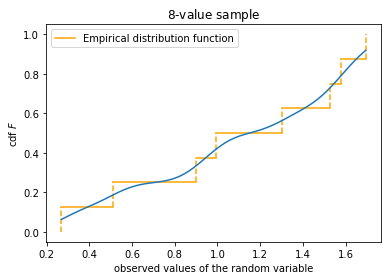 8-value sample
Empirical distribution function
1.0
0.8
0.6
0.4
0.2
0.0
cdf F
0.2 0.4 0.6 0.8 1.0 1.2 1.4 1.6
observed values of the random variable